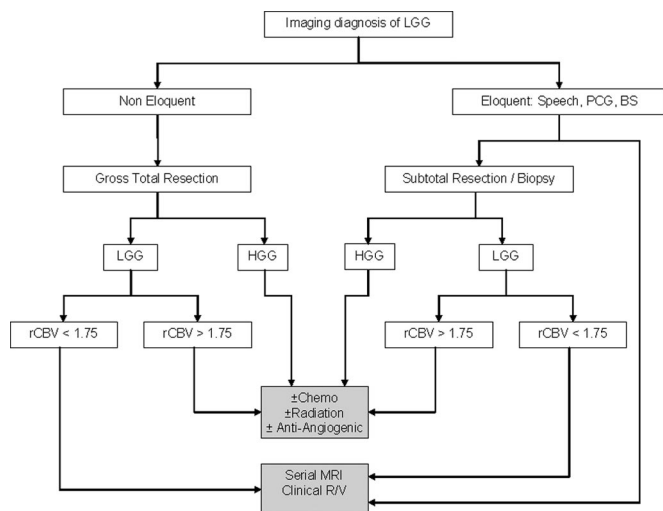 Imaging diagnosis of LGG
Non Eloquent
Eloquent: Speech, PCG, BS
Gross Total Resection
Subtotal Resection / Biopsy
LGG
HGG
HGG
LGG
rCBV < 1.75
rCBV > 1.75
rCBV > 1.75
rCBV < 1.75
±Chemo
±Radiation
± Anti-Angiogenic
Serial MRI
Clinical R/V